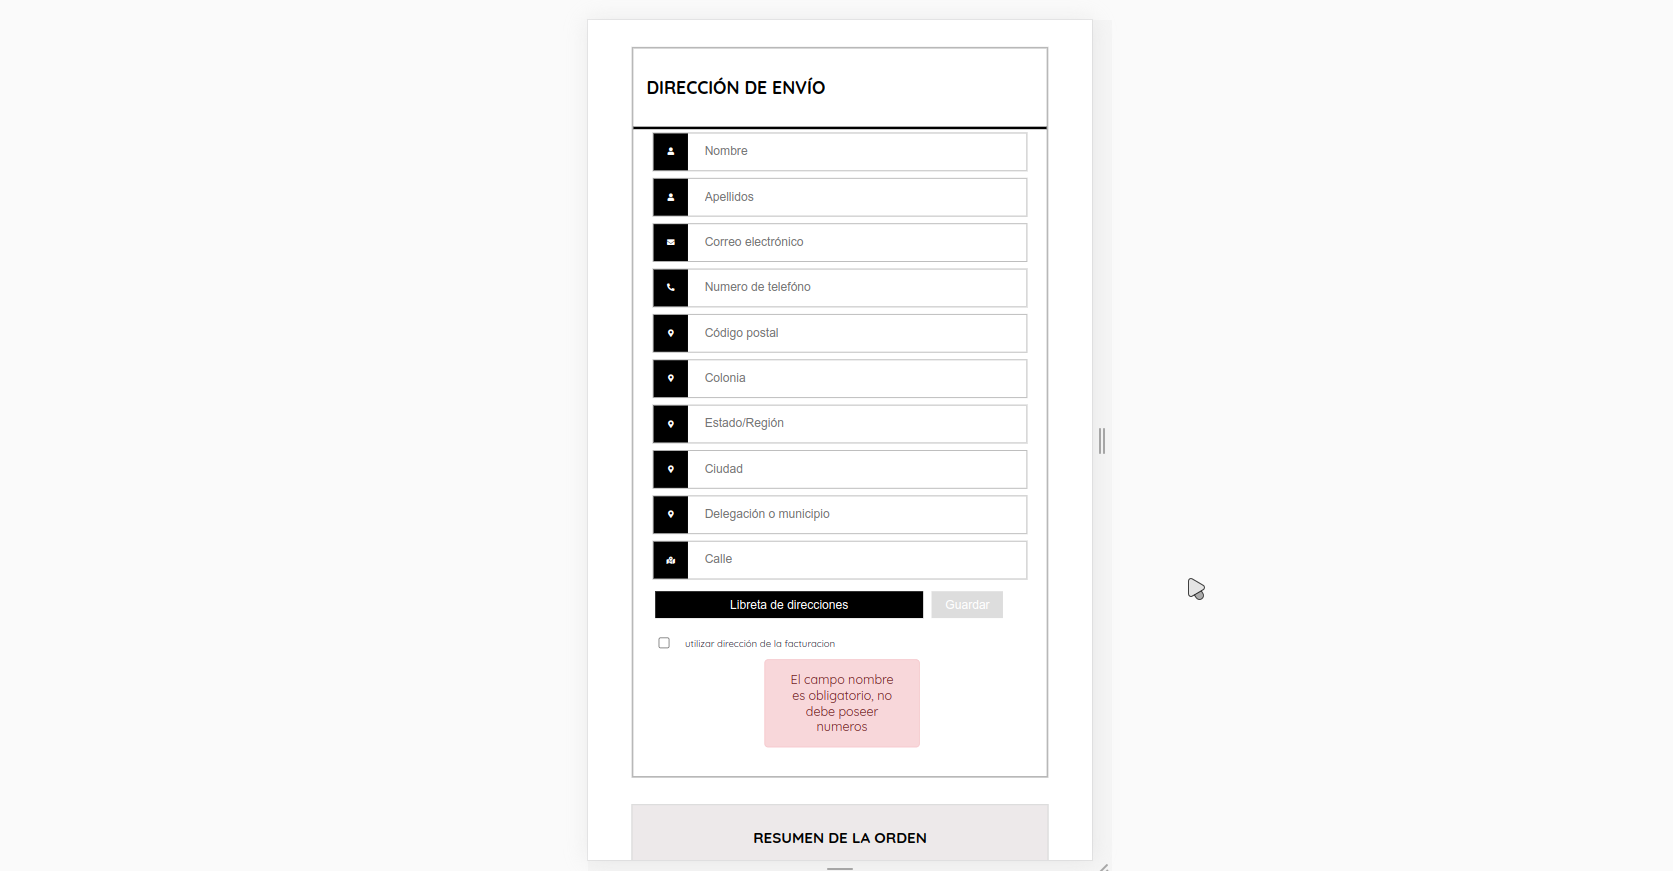 DIRECCIÓN DE ENVÍO
Nombre
Apellidos
Correo electrónico
Numero de telefóno
Código postal
Colonia
Estado/Región
Ciudad
Delegación o municipio
Calle
Libreta de direcciones Guardar
utilizar dirección de la facturacion
El campo nombre
es obligatorio, no
debe poseer
numeros
RESUMEN DE LA ORDEN